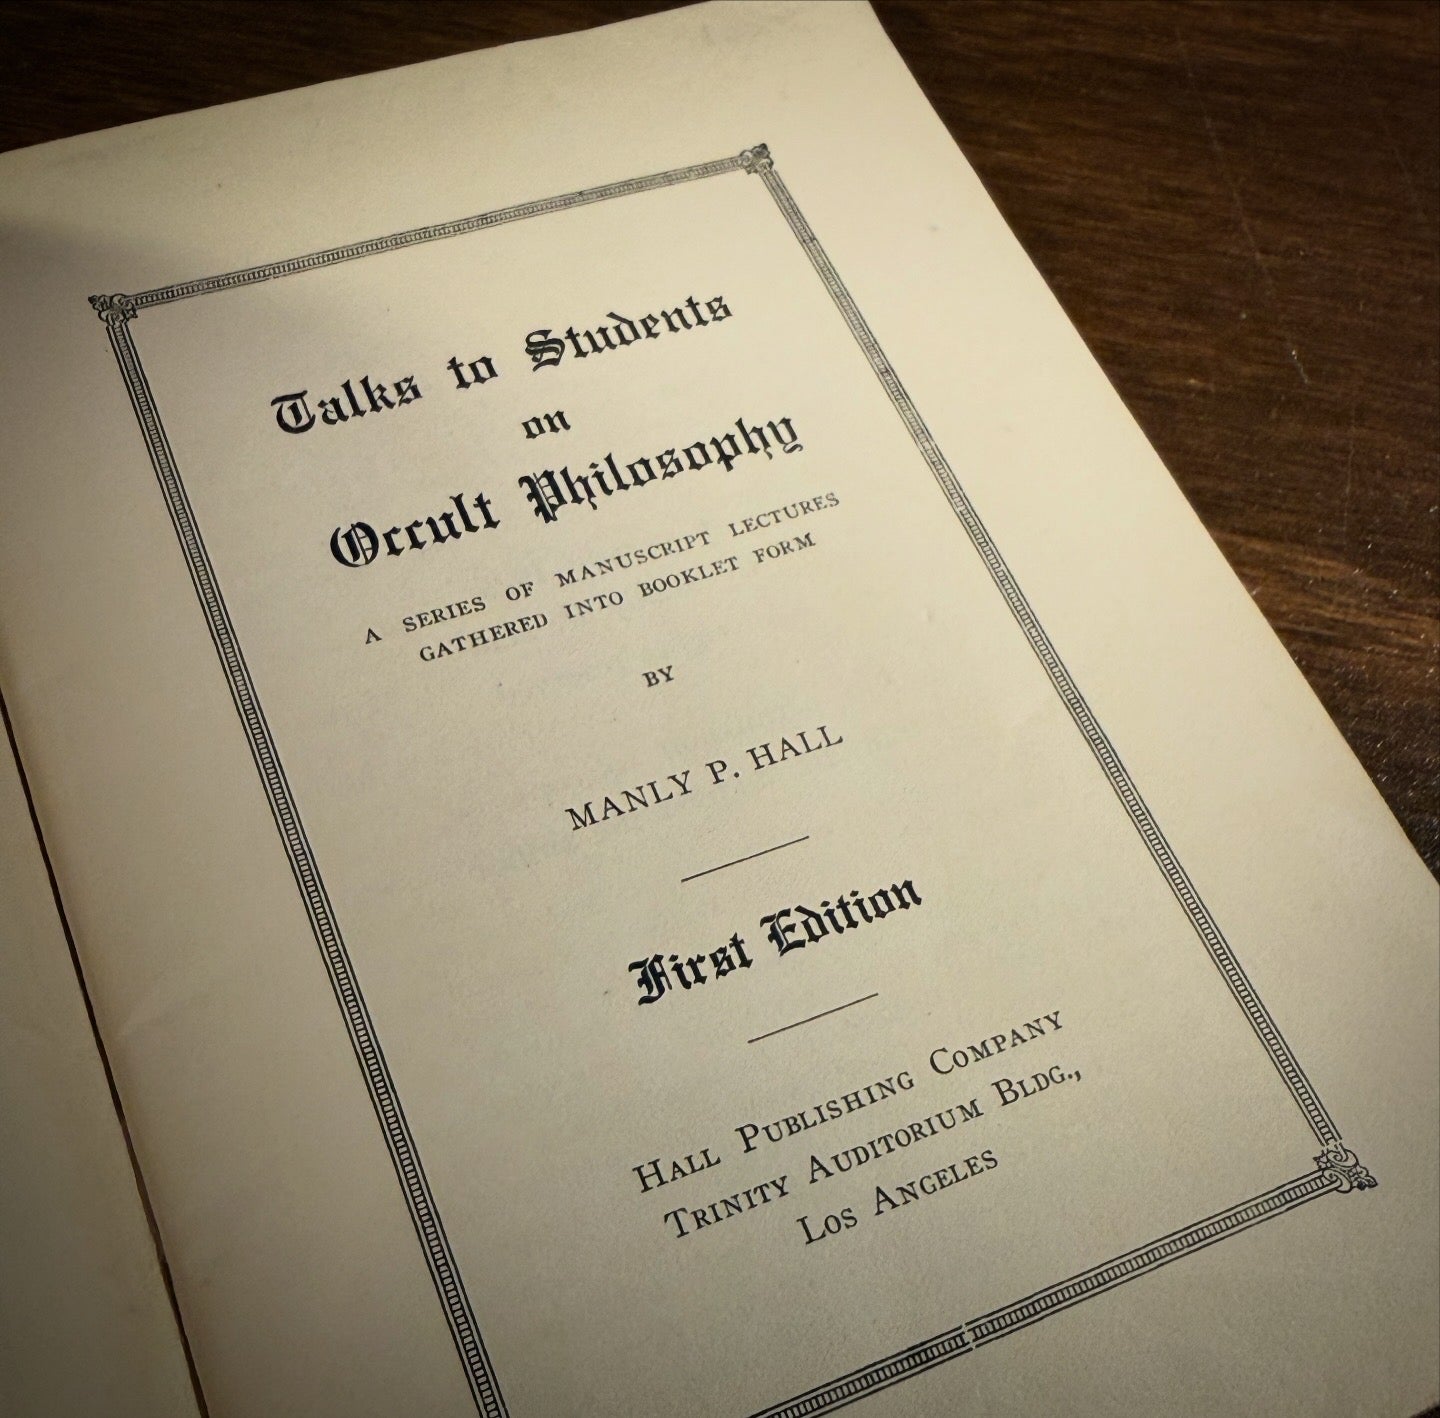 Talks to Students
on
Occult Philosophy
A SERIES OF MANUSCRIPT LECTURES
GATHERED INTO BOOKLET FORM
BY
MANLY P. HALL
First Edition
HALL PUBLISHING COMPANY
TRINITY AUDITORIUM BLDG.,
LOS ANGELES